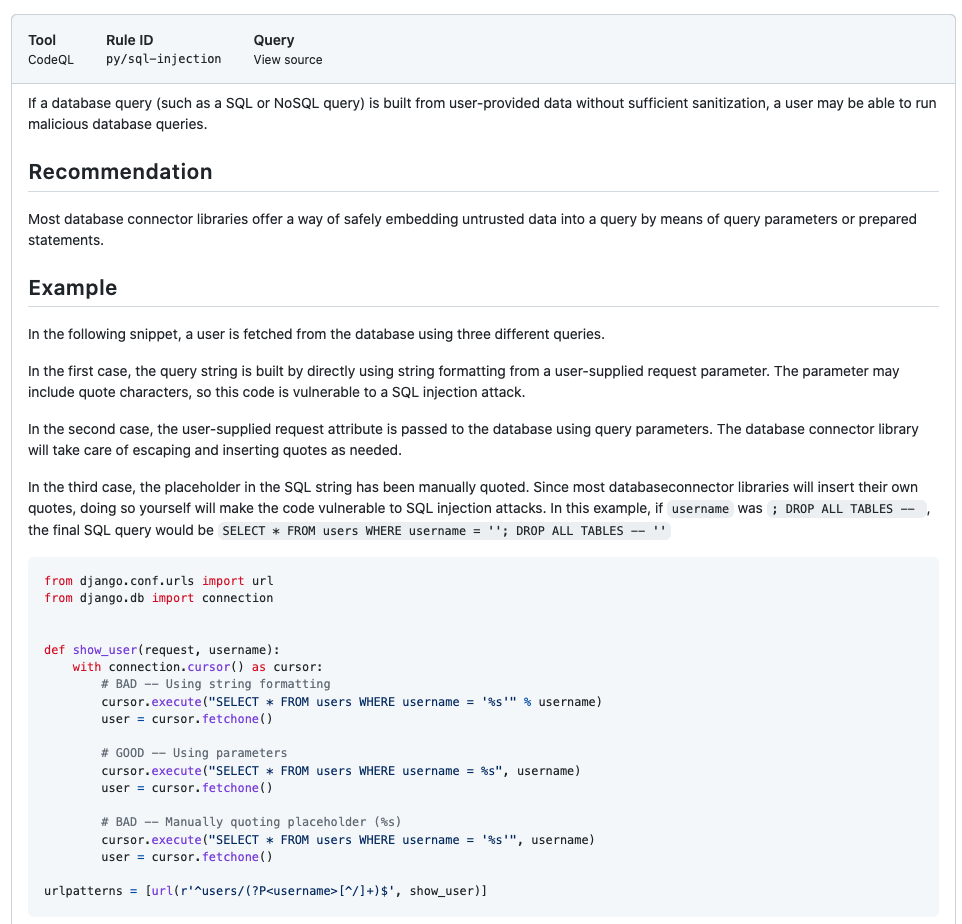 Tool Rule ID Query
CodeQL py/sql-injection View source
If a database query (such as a SQL or NoSQL query) is built from user-provided data without sufficient sanitization, a user may be able to run
malicious database queries.
Recommendation
Most database connector libraries offer a way of safely embedding untrusted data into a query by means of query parameters or prepared
statements.
Example
In the following snippet, a user is fetched from the database using three different queries.
In the first case, the query string is built by directly using string formatting from a user-supplied request parameter. The parameter may
include quote characters, so this code is vulnerable to a SQL injection attack.
In the second case, the user-supplied request attribute is passed to the database using query parameters. The database connector library
will take care of escaping and inserting quotes as needed.
In the third case, the placeholder in the SQL string has been manually quoted. Since most databaseconnector libraries will insert their own
quotes, doing so yourself will make the code vulnerable to SQL injection attacks. In this example, if username was ; DROP ALL TABLES -- ,
the final SQL query would be SELECT * FROM users WHERE username = ''; DROP ALL TABLES -- ''
from django.conf.urls import url
from django.db import connection
def show_user(request, username):
    with connection.cursor() as cursor:
        # BAD -- Using string formatting
        cursor.execute("SELECT * FROM users WHERE username = '%s'" % username)
        user = cursor.fetchone()
        # GOOD -- Using parameters
        cursor.execute("SELECT * FROM users WHERE username = %s", username)
        user = cursor.fetchone()
        # BAD -- Manually quoting placeholder (%s)
        cursor.execute("SELECT * FROM users WHERE username = '%s'", username)
        user = cursor.fetchone()
urlpatterns = [url(r'^users/(?P<username>[^/]+)$', show_user)]